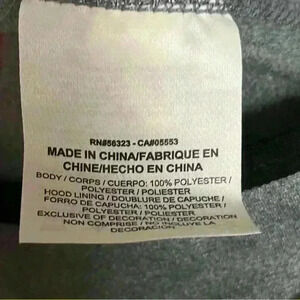 RN#56323 - CA#05553
MADE IN CHINA/FABRIQUE EN
CHINE/HECHO EN CHINA
BODY / CORPS / CUERPO: 100% POLYESTER /
POLYESTER / POLIESTER
HOOD LINING / DOUBLURE DE CAPUCHE /
FORRO DE CAPUCHA: 100% POLYESTER /
POLYESTER / POLIESTER
EXCLUSIVE OF DECORATION / DECORATION
NON COMPRISE / NO INCLUYE LA
DECORACION